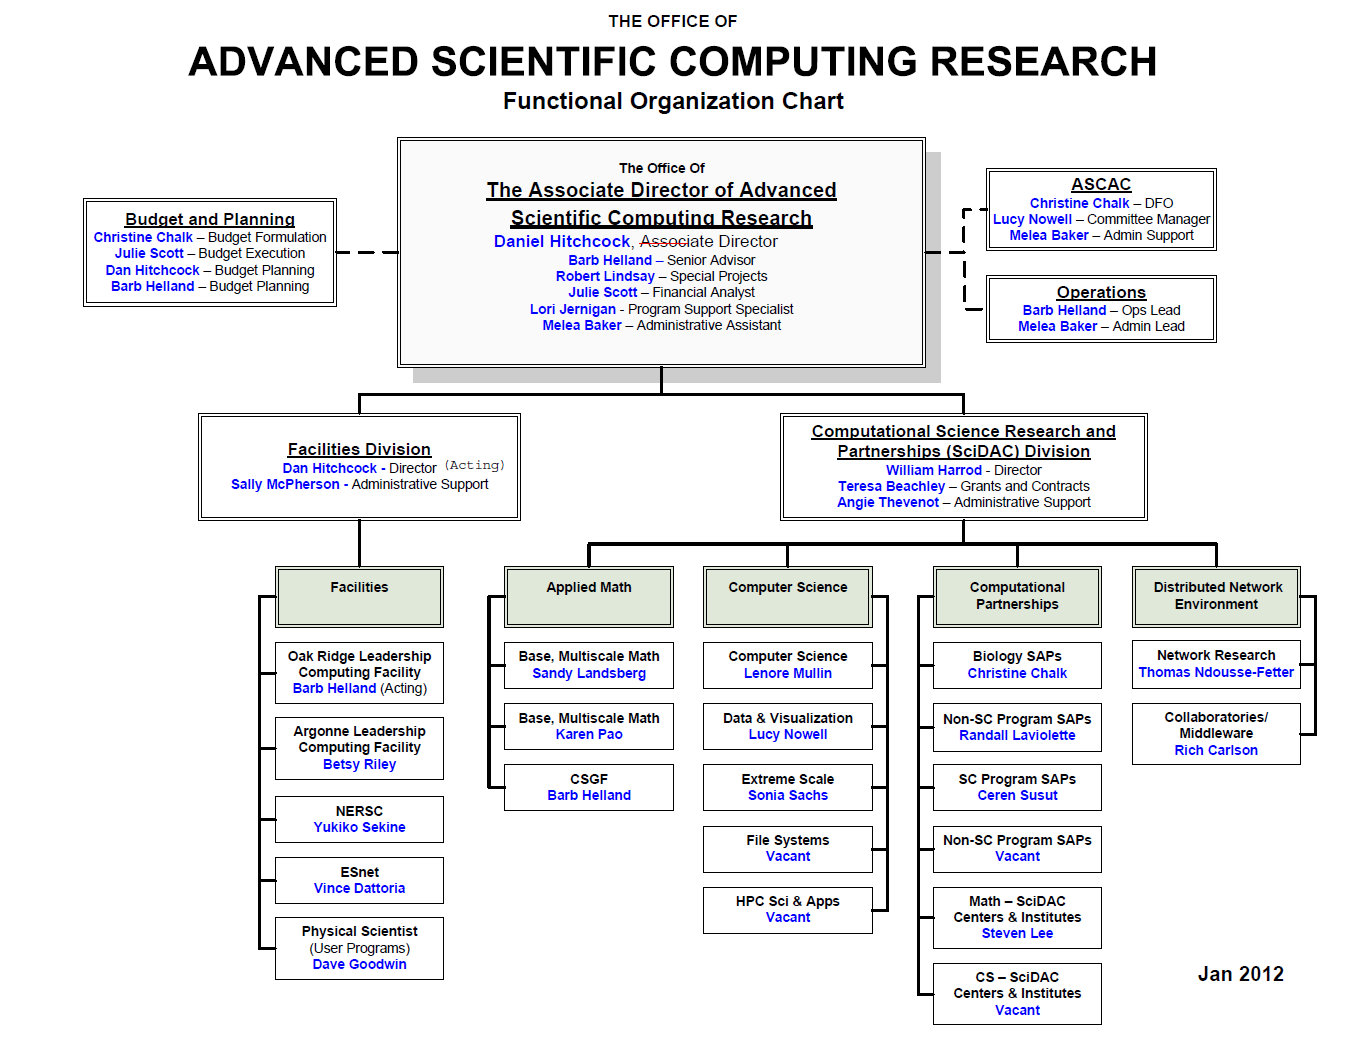 THE OFFICE OF
ADVANCED SCIENTIFIC COMPUTING RESEARCH
Functional Organization Chart
The Office Of
The Associate Director of Advanced
Scientific Computing Research
Daniel Hitchcock, Associate Director
Barb Helland – Senior Advisor
Robert Lindsay – Special Projects
Julie Scott – Financial Analyst
Lori Jernigan - Program Support Specialist
Melea Baker – Administrative Assistant
Budget and Planning
Christine Chalk – Budget Formulation
Julie Scott – Budget Execution
Dan Hitchcock – Budget Planning
Barb Helland – Budget Planning
ASCAC
Christine Chalk – DFO
Lucy Nowell – Committee Manager
Melea Baker – Admin Support
Operations
Barb Helland – Ops Lead
Melea Baker – Admin Lead
Facilities Division
Dan Hitchcock - Director (Acting)
Sally McPherson - Administrative Support
Computational Science Research and
Partnerships (SciDAC) Division
William Harrod - Director
Teresa Beachley – Grants and Contracts
Angie Thevenot – Administrative Support
Facilities
Oak Ridge Leadership
Computing Facility
Barb Helland (Acting)
Argonne Leadership
Computing Facility
Betsy Riley
NERSC
Yukiko Sekine
ESnet
Vince Dattoria
Physical Scientist
(User Programs)
Dave Goodwin
Applied Math
Base, Multiscale Math
Sandy Landsberg
Base, Multiscale Math
Karen Pao
CSGF
Barb Helland
Computer Science
Computer Science
Lenore Mullin
Data & Visualization
Lucy Nowell
Extreme Scale
Sonia Sachs
File Systems
Vacant
HPC Sci & Apps
Vacant
Computational
Partnerships
Biology SAPs
Christine Chalk
Non-SC Program SAPs
Randall Laviolette
SC Program SAPs
Ceren Susut
Non-SC Program SAPs
Vacant
Math – SciDAC
Centers & Institutes
Steven Lee
CS – SciDAC
Centers & Institutes
Vacant
Distributed Network
Environment
Network Research
Thomas Ndousse-Fetter
Collaboratories/
Middleware
Rich Carlson
Jan 2012